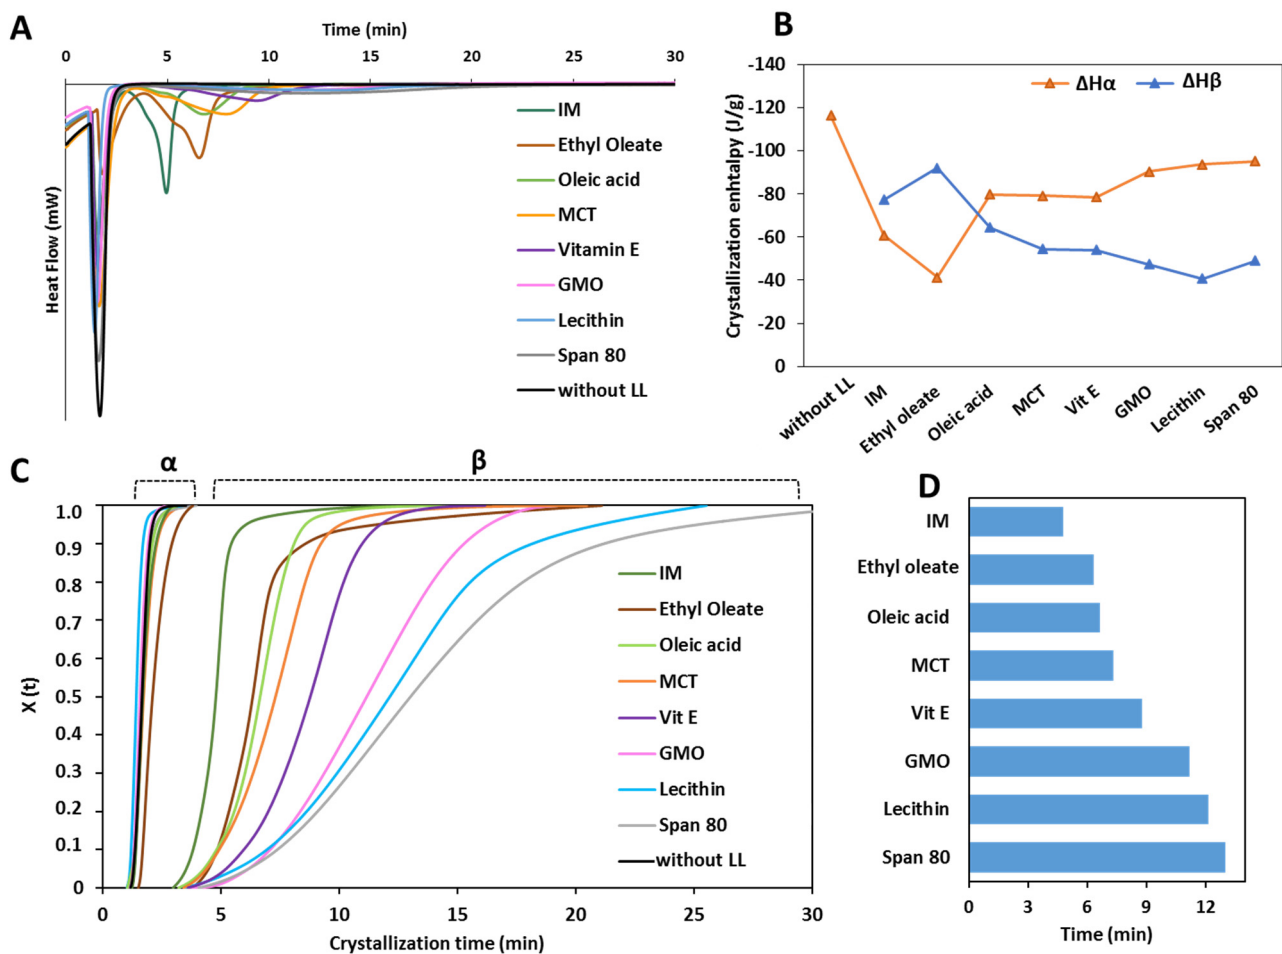 A
Time (min)
0 5 10 15 20 25 30
Heat Flow (mW)
IM
Ethyl Oleate
Oleic acid
MCT
Vitamin E
GMO
Lecithin
Span 80
without LL
B
Crystallization enhtalpy (J/g)
-140
-120
-100
-80
-60
-40
-20
0
ΔHα ΔHβ
without LL
IM
Ethyl oleate
Oleic acid
MCT
Vit E
GMO
Lecithin
Span 80
C
α
β
X (t)
1.0
0.9
0.8
0.7
0.6
0.5
0.4
0.3
0.2
0.1
0
IM
Ethyl Oleate
Oleic acid
MCT
Vit E
GMO
Lecithin
Span 80
without LL
0 5 10 15 20 25 30
Crystallization time (min)
D
IM
Ethyl oleate
Oleic acid
MCT
Vit E
GMO
Lecithin
Span 80
0 3 6 9 12
Time (min)